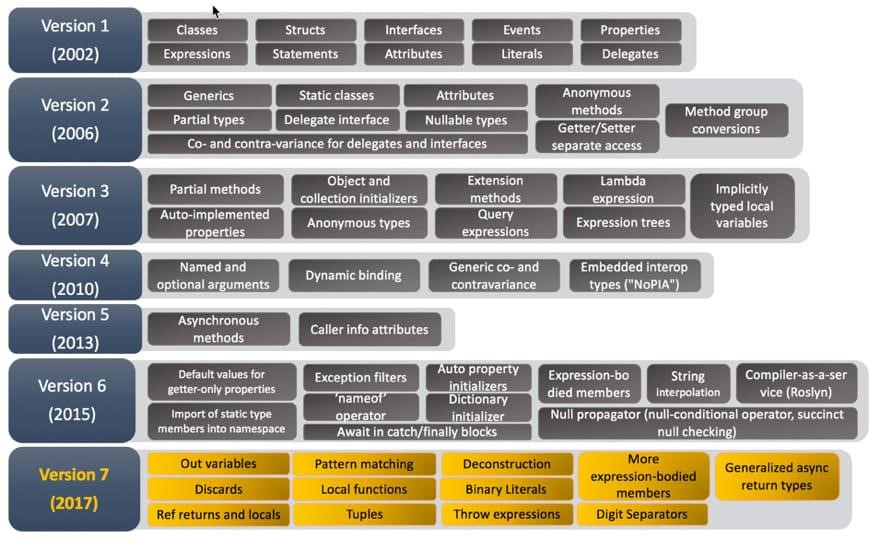 Version 1
(2002)
Classes
Structs
Interfaces
Events
Properties
Expressions
Statements
Attributes
Literals
Delegates
Version 2
(2006)
Generics
Static classes
Attributes
Anonymous
methods
Method group
conversions
Partial types
Delegate interface
Nullable types
Getter/Setter
separate access
Co- and contra-variance for delegates and interfaces
Version 3
(2007)
Partial methods
Object and
collection initializers
Extension
methods
Lambda
expression
Implicitly
typed local
variables
Auto-implemented
properties
Anonymous types
Query
expressions
Expression trees
Version 4
(2010)
Named and
optional arguments
Dynamic binding
Generic co- and
contravariance
Embedded interop
types ("NoPIA")
Version 5
(2013)
Asynchronous
methods
Caller info attributes
Version 6
(2015)
Default values for
getter-only properties
Exception filters
Auto property
initializers
Expression-bo
died members
String
interpolation
Compiler-as-a-ser
vice (Roslyn)
Import of static type
members into namespace
‘nameof’
operator
Dictionary
initializer
Await in catch/finally blocks
Null propagator (null-conditional operator, succinct
null checking)
Version 7
(2017)
Out variables
Pattern matching
Deconstruction
More
expression-bodied
members
Generalized async
return types
Discards
Local functions
Binary Literals
Ref returns and locals
Tuples
Throw expressions
Digit Separators